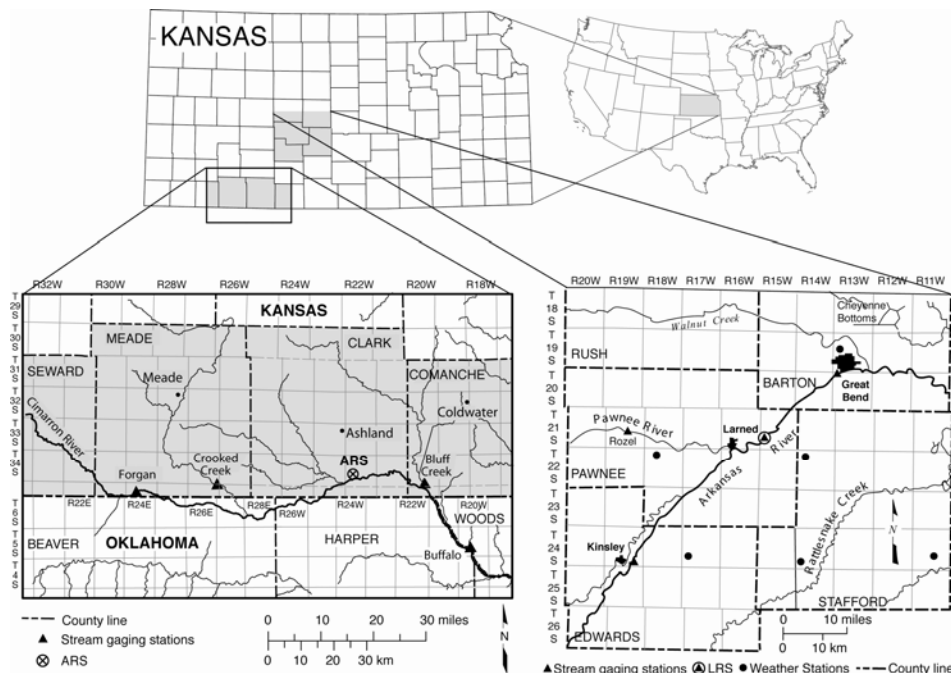 KANSAS
R32W R30W R28W R26W R24W R22W R20W R18W
T
29
S
T
30
S
T
31
S
T
32
S
T
33
S
T
34
S
KANSAS
MEADE
CLARK
SEWARD
COMANCHE
Meade
Coldwater
Cimarron River
Ashland
ARS
Forgan
Crooked
Creek
Bluff
Creek
R22E R24E R26E R28E R26W R24W R22W R20W
T
6
S
T
5
S
T
4
S
BEAVER
OKLAHOMA
HARPER
WOODS
Buffalo
County line
Stream gaging stations
ARS
0 10 20 30 miles
0 10 20 30 km
N
R20W R19W R18W R17W R16W R15W R14W R13W R12W R11W
T
18
S
T
19
S
T
20
S
T
21
S
T
22
S
T
23
S
T
24
S
T
25
S
T
26
S
Cheyenne
Bottoms
Walnut Creek
RUSH
BARTON
Great
Bend
Pawnee River
Rozel
Larned
PAWNEE
Arkansas River
Rattlesnake Creek
N
Kinsley
STAFFORD
EDWARDS
0 10 miles
0 10 km
Stream gaging stations LRS Weather Stations County line